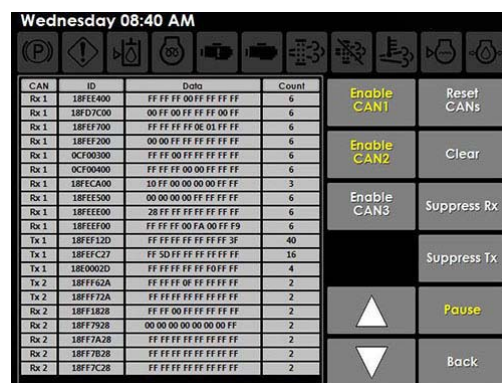 Wednesday 08:40 AM
(P)
CAN ID Data Count
Rx 1 18FEE400 FF FF FF 00 FF FF FF FF 6
Rx 1 18FD7C00 00 FF 00 FF FF FF 00 FF 6
Rx 1 18FEF700 FF FF FF FF 0E 01 FF FF 6
Rx 1 18FEF200 00 00 FF FF FF FF FF FF 6
Rx 1 0CF00300 FF FF 00 FF FF FF FF FF 6
Rx 1 0CF00400 FF FF FF 00 00 FF FF FF 6
Rx 1 18FECA00 10 FF 00 00 00 00 FF FF 3
Rx 1 18FEE500 00 00 00 00 FF FF FF FF 6
Rx 1 18FEEE00 28 FF FF FF FF FF FF FF 6
Rx 1 18FEEF00 FF FF FF 00 FA 00 FF F9 6
Tx 1 18FEF12D FF FF FF FF FF FF FF 3F 40
Tx 1 18FEFC27 FF 5D FF FF FF FF FF FF 16
Tx 1 18E0002D FF FF FF FF FF F0 FF FF 4
Tx 2 18FFF62A FF FF FF 0F FF FF FF FF 2
Tx 2 18FFF72A FF FF FF FF FF FF FF FF 2
Rx 2 18FF1828 FF FF 00 FF FF FF FF FF 2
Rx 2 18FF7928 00 00 00 00 00 00 00 FF 2
Rx 2 18FF7A28 FF FF FF FF FF FF FF FF 2
Rx 2 18FF7B28 FF FF FF FF FF FF FF FF 2
Rx 2 18FF7C28 FF FF FF FF FF FF FF FF 2
Enable CAN1
Reset CANs
Enable CAN2
Clear
Enable CAN3
Suppress Rx
Suppress Tx
Pause
Back